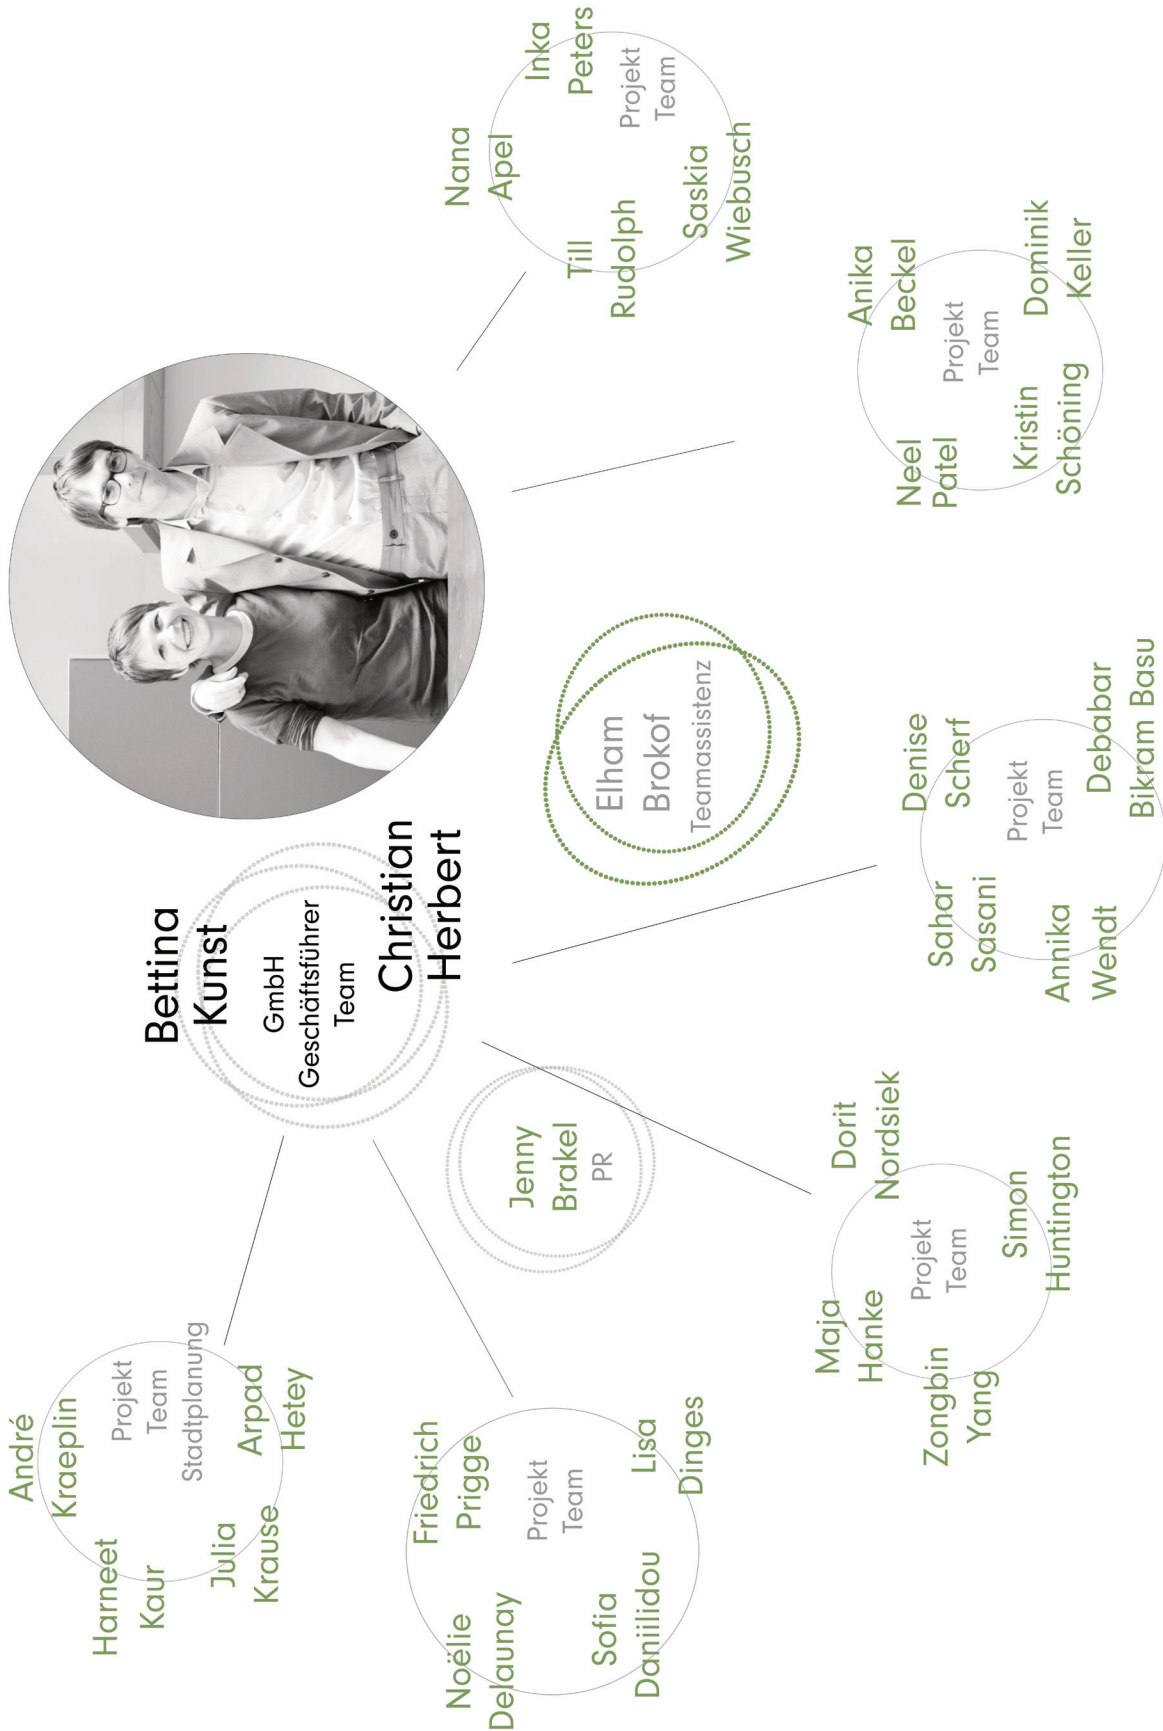 Bettina
Kunst
GmbH
Geschäftsführer
Team
Christian
Herbert
André
Kraeplin
Harneet
Kaur
Projekt
Team
Stadtplanung
Julia
Krause
Arpad
Hetey
Friedrich
Prigge
Noëlie
Delaunay
Projekt
Team
Sofia
Daniilidou
Lisa
Dinges
Jenny
Brakel
PR
Elham
Brokof
Teamassistenz
Maja
Hanke
Dorit
Nordsiek
Projekt
Team
Zongbin
Yang
Simon
Huntington
Sahar
Sasani
Denise
Scherf
Projekt
Team
Annika
Wendt
Debabar
Bikram Basu
Neel
Patel
Anika
Beckel
Projekt
Team
Kristin
Schöning
Dominik
Keller
Nana
Apel
Inka
Peters
Till
Rudolph
Projekt
Team
Saskia
Wiebusch